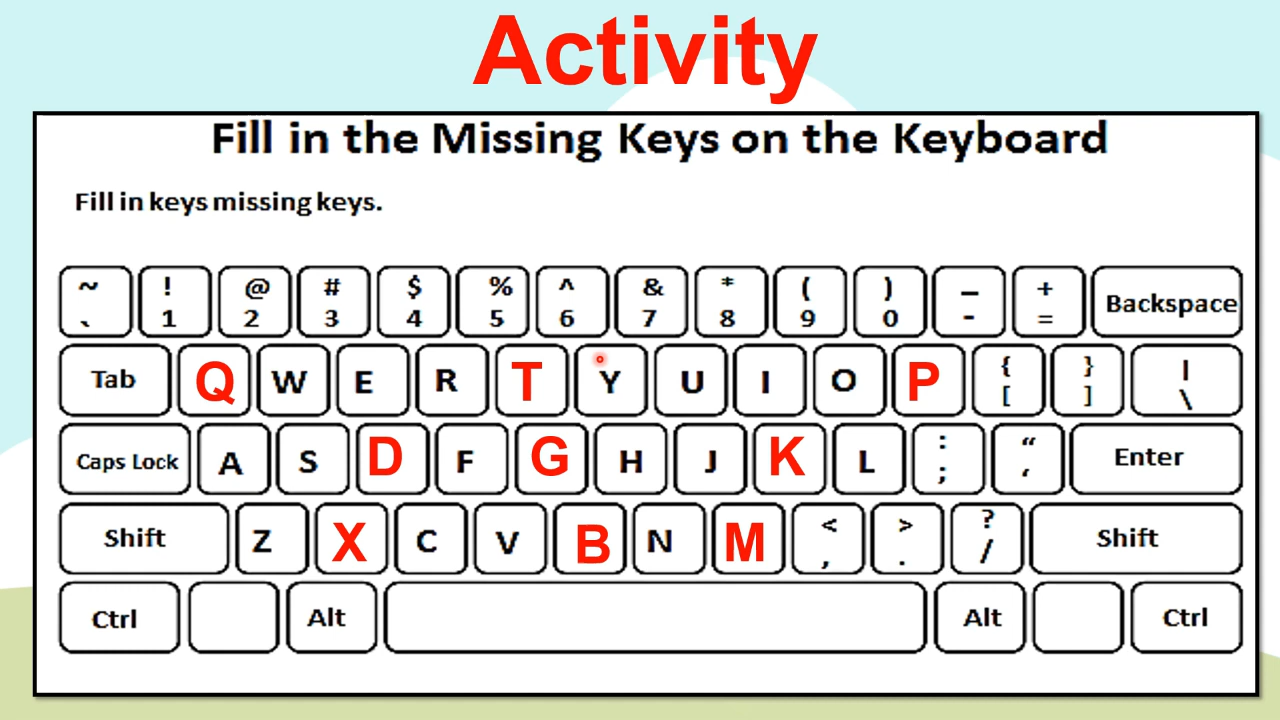 Activity
Fill in the Missing Keys on the Keyboard
Fill in keys missing keys.
~ ! @ # $ % ^ & * ( ) _ +
` 1 2 3 4 5 6 7 8 9 0 - = Backspace
Tab Q W E R T Y U I O P { [ } ] | \
Caps Lock A S D F G H J K L : ; “ ‘ Enter
Shift Z X C V B N M < , > . ? / Shift
Ctrl Alt Alt Ctrl